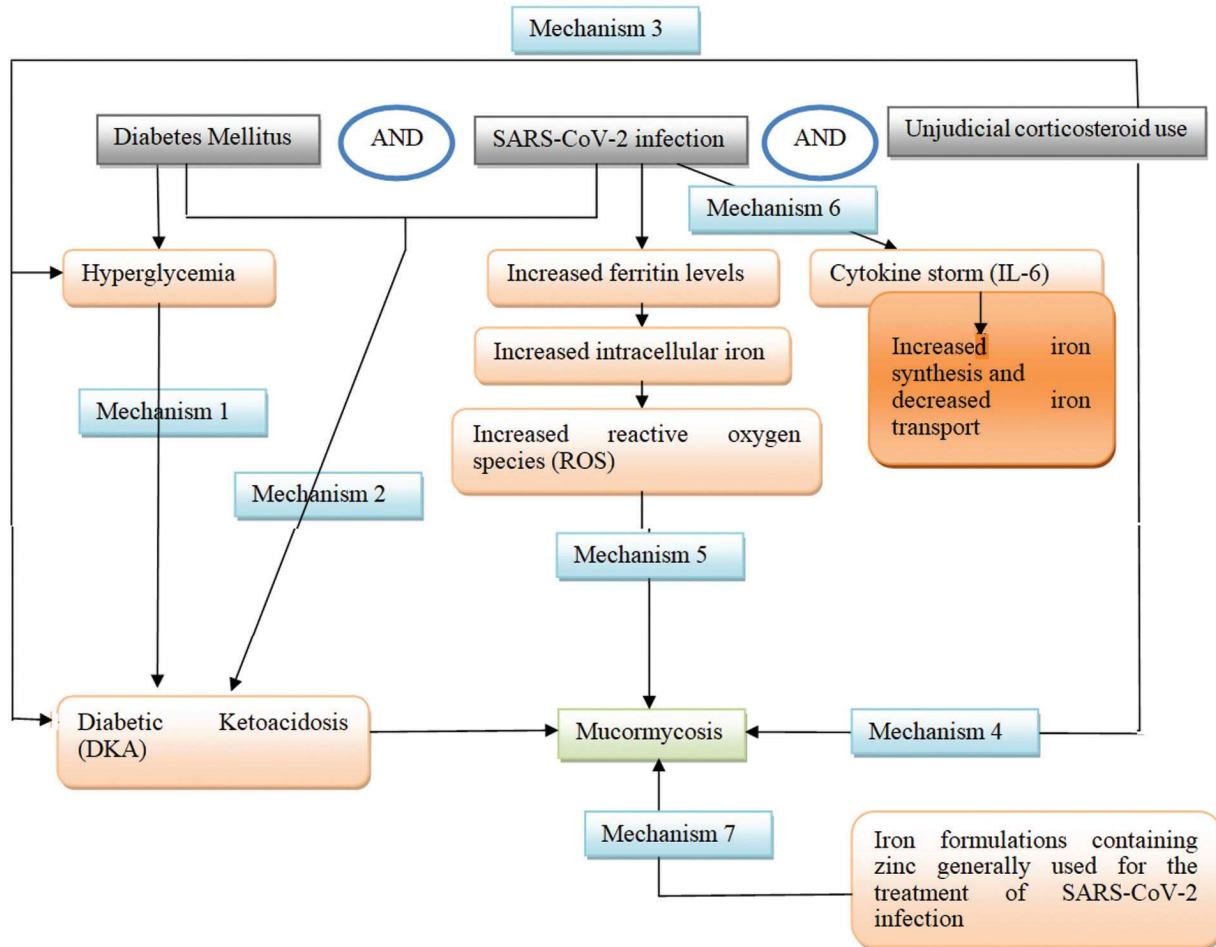 Mechanism 3
Diabetes Mellitus
AND
SARS-CoV-2 infection
AND
Unjudicial corticosteroid use
Mechanism 6
Hyperglycemia
Increased ferritin levels
Cytokine storm (IL-6)
Increased intracellular iron
Increased iron
synthesis and
decreased iron
transport
Mechanism 1
Increased reactive oxygen
species (ROS)
Mechanism 2
Mechanism 5
Diabetic Ketoacidosis
(DKA)
Mucormycosis
Mechanism 4
Mechanism 7
Iron formulations containing
zinc generally used for the
treatment of SARS-CoV-2
infection